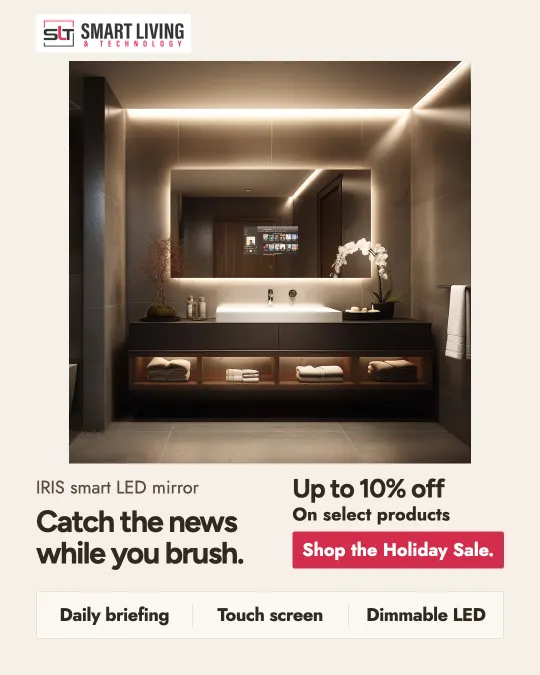 SLT SMART LIVING
& TECHNOLOGY
IRIS smart LED mirror
Catch the news
while you brush.
Up to 10% off
On select products
Shop the Holiday Sale.
Daily briefing
Touch screen
Dimmable LED